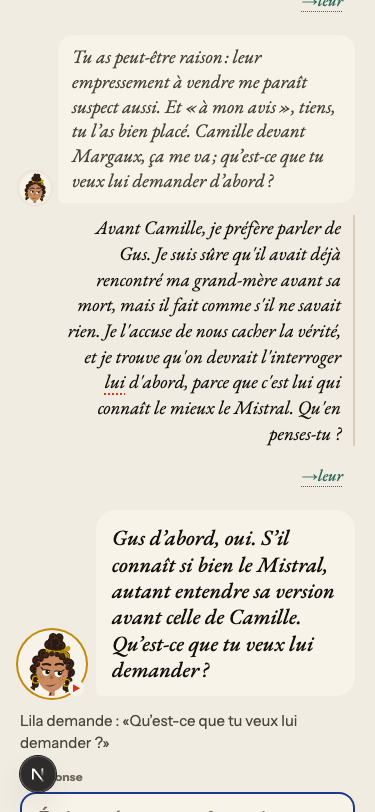 →leur
Tu as peut-être raison : leur
empressement à vendre me paraît
suspect aussi. Et « à mon avis », tiens,
tu l’as bien placé. Camille devant
Margaux, ça me va ; qu’est-ce que tu
veux lui demander d’abord ?
Avant Camille, je préfère parler de
Gus. Je suis sûre qu'il avait déjà
rencontré ma grand-mère avant sa
mort, mais il fait comme s'il ne savait
rien. Je l'accuse de nous cacher la vérité,
et je trouve qu'on devrait l'interroger
lui d'abord, parce que c'est lui qui
connaît le mieux le Mistral. Qu'en
penses-tu ?
→leur
Gus d’abord, oui. S’il
connaît si bien le Mistral,
autant entendre sa version
avant celle de Camille.
Qu’est-ce que tu veux lui
demander ?
Lila demande : «Qu’est-ce que tu veux lui
demander ?»
N
onse